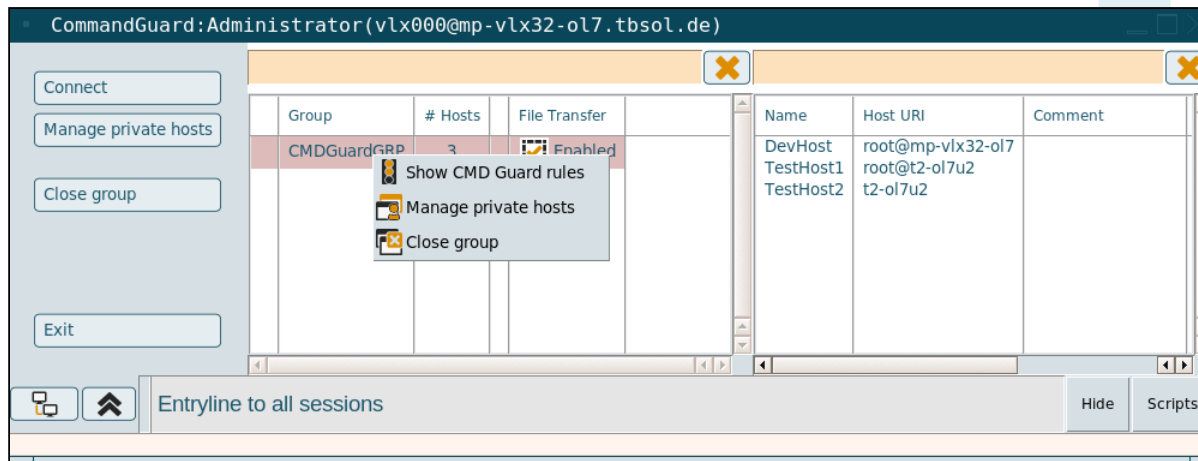 CommandGuard:Administrator(vlx000@mp-vlx32-ol7.tbsol.de)
Connect
Manage private hosts
Close group
Exit
Group # Hosts File Transfer
CMDGuardGRP 3 Enabled
Show CMD Guard rules
Manage private hosts
Close group
Name Host URI Comment
DevHost root@mp-vlx32-ol7
TestHost1 root@t2-ol7u2
TestHost2 t2-ol7u2
Entryline to all sessions
Hide Scripts